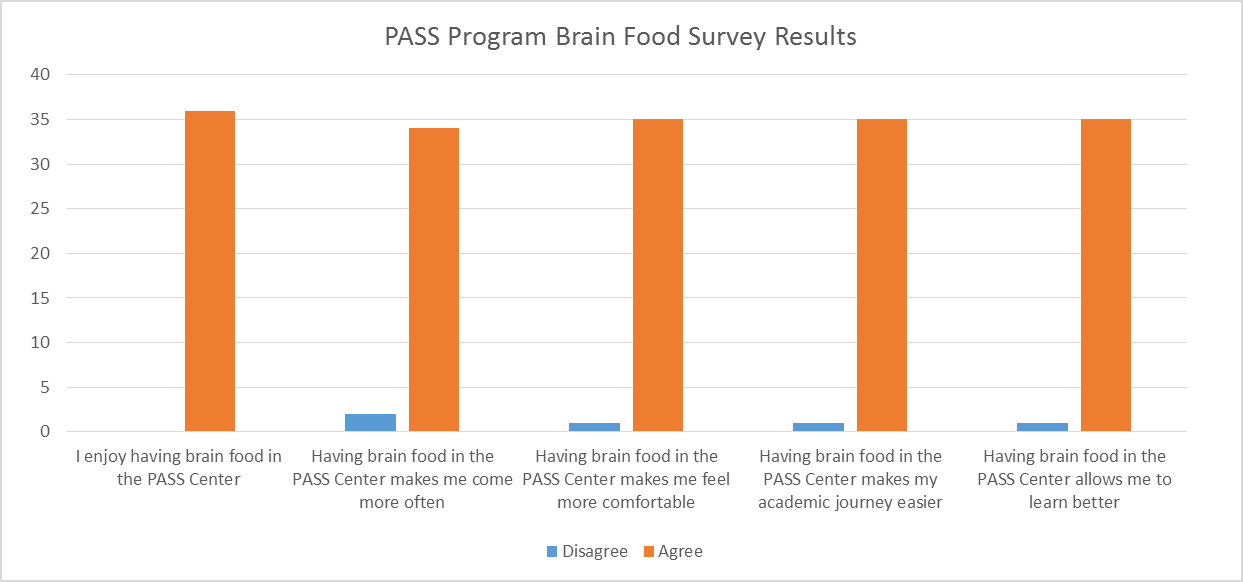 PASS Program Brain Food Survey Results
40
35
30
25
20
15
10
5
0
I enjoy having brain food in
the PASS Center
Having brain food in the
PASS Center makes me come
more often
Having brain food in the
PASS Center makes me feel
more comfortable
Having brain food in the
PASS Center makes my
academic journey easier
Having brain food in the
PASS Center allows me to
learn better
Disagree
Agree